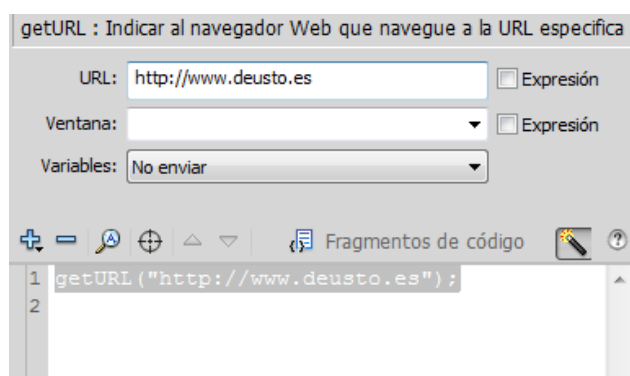 getURL : Indicar al navegador Web que navegue a la URL especifica
URL: http://www.deusto.es Expresión
Ventana: Expresión
Variables: No enviar
Fragmentos de código ?
1 getURL("http://www.deusto.es");
2